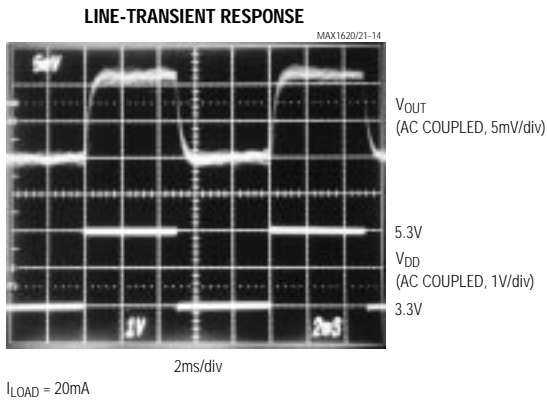 LINE-TRANSIENT RESPONSE
MAX1620/21-14
5mV
VOUT
(AC COUPLED, 5mV/div)
5.3V
VDD
(AC COUPLED, 1V/div)
3.3V
1V
2mS
2ms/div
ILOAD = 20mA